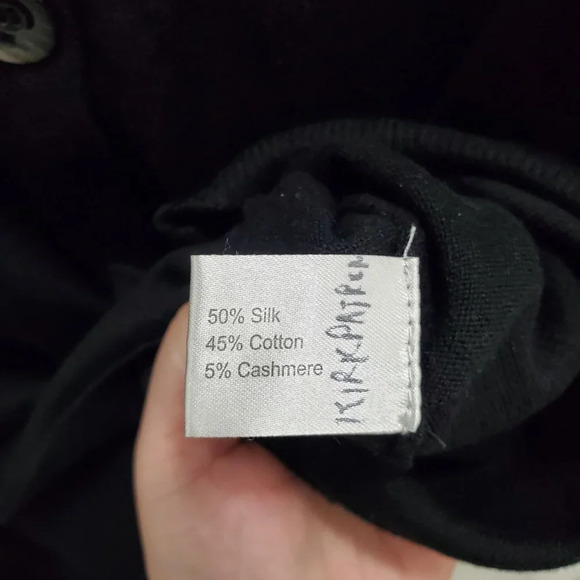 50% Silk
45% Cotton
5% Cashmere